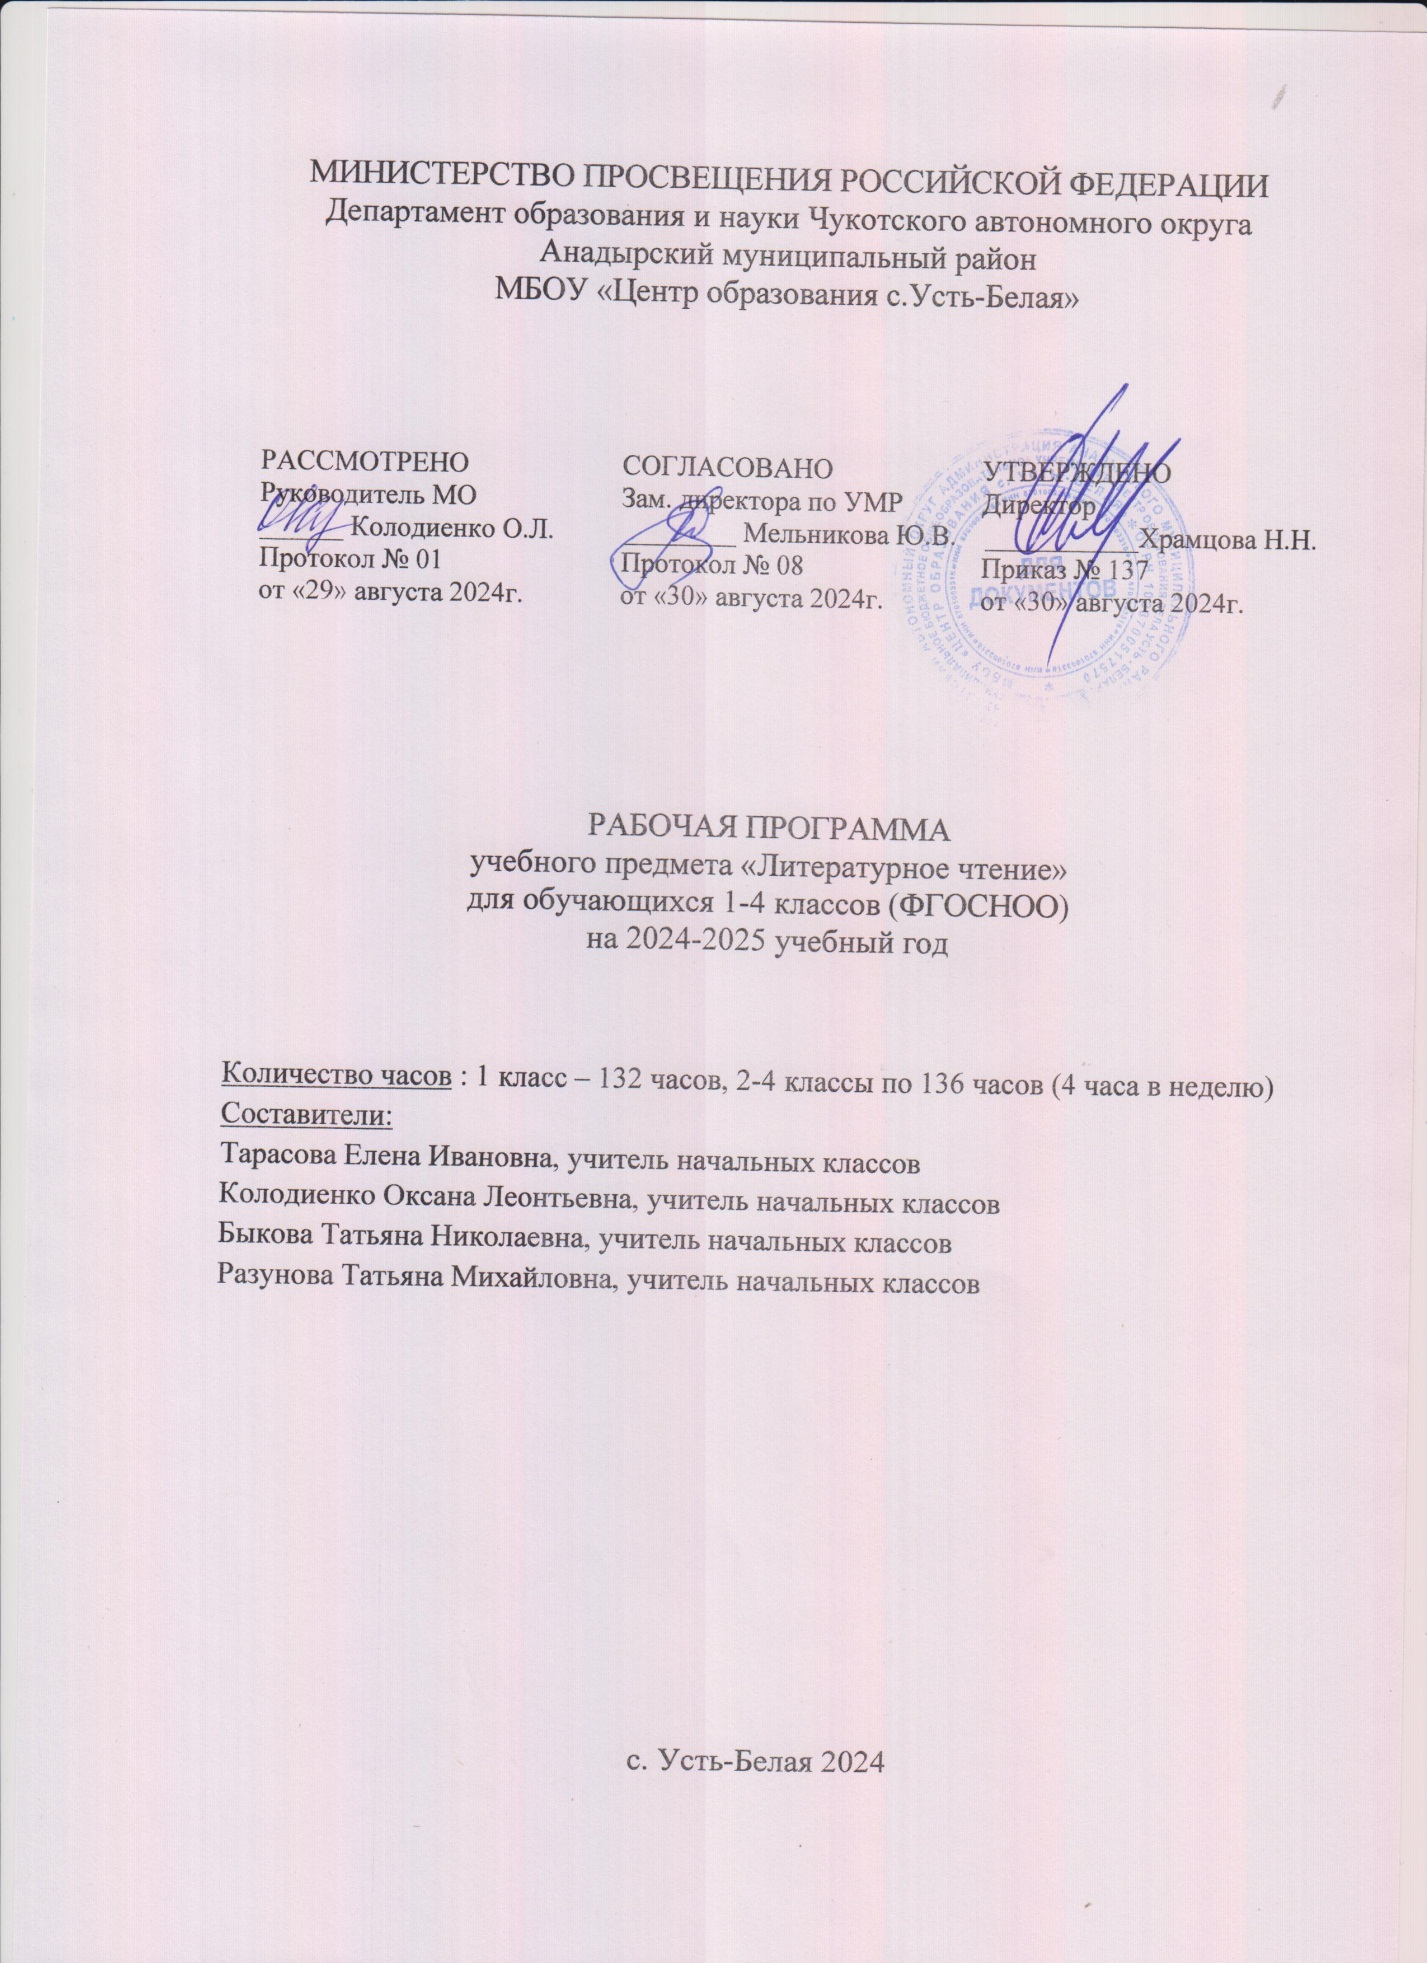 МИНИСТЕРСТВО ПРОСВЕЩЕНИЯ РОССИЙСКОЙ ФЕДЕРАЦИИ
Департамент образования и науки Чукотского автономного округа
Анадырский муниципальный район
МБОУ «Центр образования с.Усть-Белая»
РАССМОТРЕНО
Руководитель МО
______ Колодиенко О.Л.
Протокол № 01
от «29» августа 2024г.
СОГЛАСОВАНО
Зам. директора по УМР
________ Мельникова Ю.В.
Протокол № 08
от «30» августа 2024г.
УТВЕРЖДЕНО
Директор
___________ Храмцова Н.Н.
Приказ № 137
от «30» августа 2024г.
ДЛЯ
ДОКУМЕНТОВ
РАБОЧАЯ ПРОГРАММА
учебного предмета «Литературное чтение»
для обучающихся 1-4 классов (ФГОСНОО)
на 2024-2025 учебный год
Количество часов : 1 класс – 132 часов, 2-4 классы по 136 часов (4 часа в неделю)
Составители:
Тарасова Елена Ивановна, учитель начальных классов
Колодиенко Оксана Леонтьевна, учитель начальных классов
Быкова Татьяна Николаевна, учитель начальных классов
Разунова Татьяна Михайловна, учитель начальных классов
с. Усть-Белая 2024